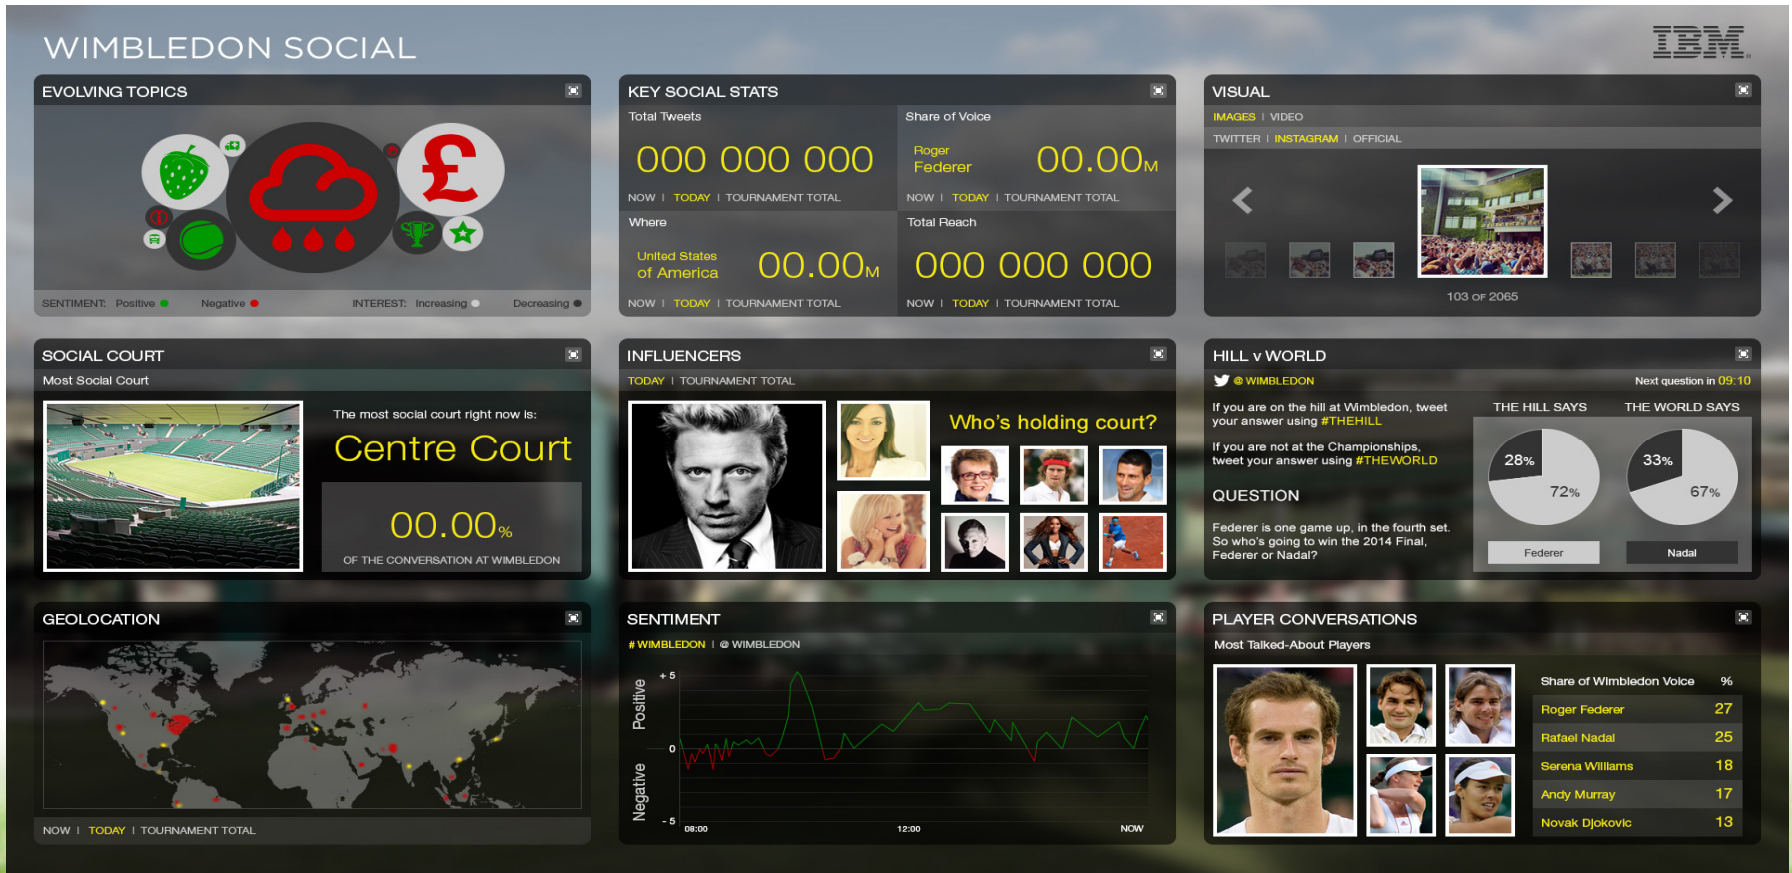 WIMBLEDON SOCIAL
IBM
EVOLVING TOPICS
£
SENTIMENT: Positive Negative INTEREST: Increasing Decreasing
KEY SOCIAL STATS
Total Tweets
000 000 000
NOW | TODAY | TOURNAMENT TOTAL
Share of Voice
Roger
Federer 00.00M
NOW | TODAY | TOURNAMENT TOTAL
Where
United States
of America 00.00M
NOW | TODAY | TOURNAMENT TOTAL
Total Reach
000 000 000
NOW | TODAY | TOURNAMENT TOTAL
VISUAL
IMAGES | VIDEO
TWITTER | INSTAGRAM | OFFICIAL
103 OF 2065
SOCIAL COURT
Most Social Court
The most social court right now is:
Centre Court
00.00%
OF THE CONVERSATION AT WIMBLEDON
INFLUENCERS
TODAY | TOURNAMENT TOTAL
Who's holding court?
HILL v WORLD
@ WIMBLEDON
Next question in 09:10
If you are on the hill at Wimbledon, tweet
your answer using #THEHILL
If you are not at the Championships,
tweet your answer using #THEWORLD
QUESTION
Federer is one game up, in the fourth set.
So who's going to win the 2014 Final,
Federer or Nadal?
THE HILL SAYS THE WORLD SAYS
28% 33%
72% 67%
Federer Nadal
GEOLOCATION
NOW | TODAY | TOURNAMENT TOTAL
SENTIMENT
# WIMBLEDON | @ WIMBLEDON
Positive
Negative
+ 5
0
- 5
08:00 12:00 NOW
PLAYER CONVERSATIONS
Most Talked-About Players
Share of Wimbledon Voice %
Roger Federer 27
Rafael Nadal 25
Serena Williams 18
Andy Murray 17
Novak Djokovic 13